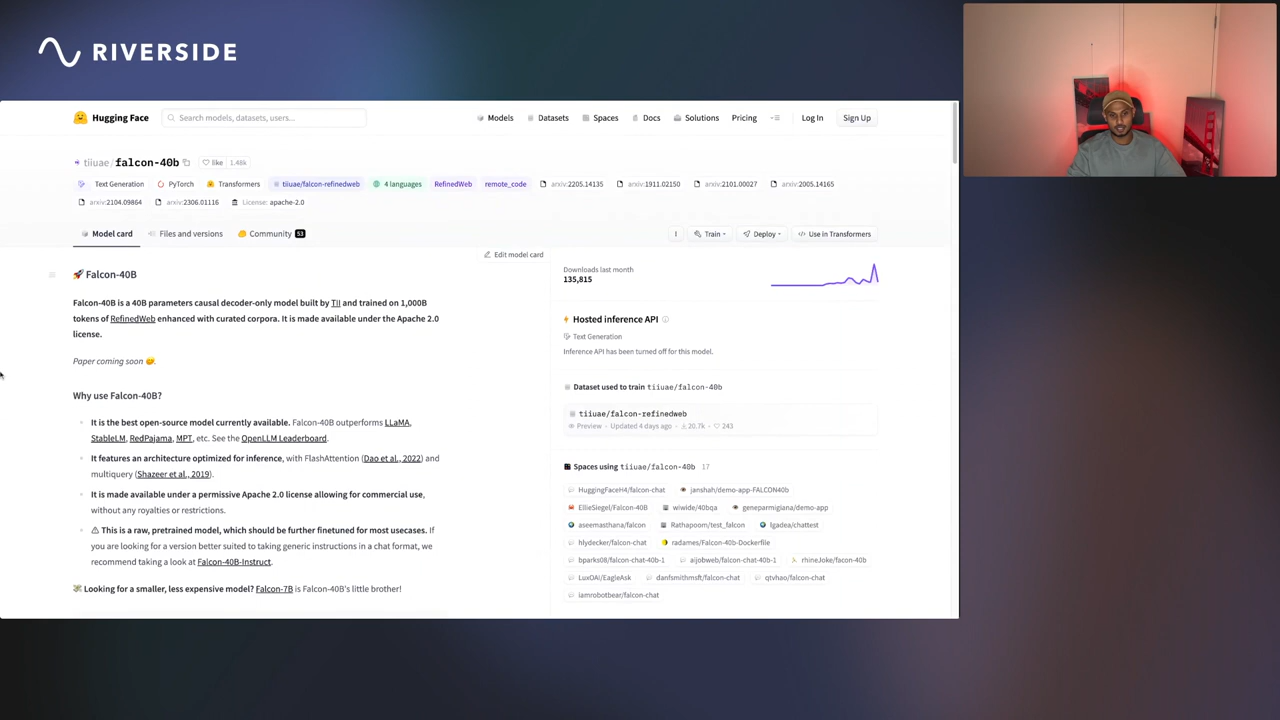 RIVERSIDE
Hugging Face
Search models, datasets, users...
Models
Datasets
Spaces
Docs
Solutions
Pricing
Log In
Sign Up
tiiuae/falcon-40b
like 1.48k
Text Generation
PyTorch
Transformers
tiiuae/falcon-refinedweb
4 languages
RefinedWeb
remote_code
arxiv:2205.14135
arxiv:1911.02150
arxiv:2101.00027
arxiv:2005.14165
arxiv:2104.09864
arxiv:2306.01116
License: apache-2.0
Model card
Files and versions
Community 53
Train
Deploy
</> Use in Transformers
Edit model card
🚀 Falcon-40B
Falcon-40B is a 40B parameters causal decoder-only model built by TII and trained on 1,000B
tokens of RefinedWeb enhanced with curated corpora. It is made available under the Apache 2.0
license.
Paper coming soon 😊.
Why use Falcon-40B?
It is the best open-source model currently available. Falcon-40B outperforms LLaMA,
StableLM, RedPajama, MPT, etc. See the OpenLLM Leaderboard.
It features an architecture optimized for inference, with FlashAttention (Dao et al., 2022) and
multiquery (Shazeer et al., 2019).
It is made available under a permissive Apache 2.0 license allowing for commercial use,
without any royalties or restrictions.
⚠ This is a raw, pretrained model, which should be further finetuned for most usecases. If
you are looking for a version better suited to taking generic instructions in a chat format, we
recommend taking a look at Falcon-40B-Instruct.
💸 Looking for a smaller, less expensive model? Falcon-7B is Falcon-40B's little brother!
Downloads last month
135,815
Hosted inference API
Text Generation
Inference API has been turned off for this model.
Dataset used to train tiiuae/falcon-40b
tiiuae/falcon-refinedweb
Preview • Updated 4 days ago • 20.7k • 243
Spaces using tiiuae/falcon-40b 17
HuggingFaceH4/falcon-chat
janshah/demo-app-FALCON40b
EllieSiegel/Falcon-40B
wiwide/40bqa
geneparmigiana/demo-app
aseemasthana/falcon
Rathapoom/test_falcon
lgadea/chattest
hlydecker/falcon-chat
radames/Falcon-40b-Dockerfile
bparks08/falcon-chat-40b-1
aijobweb/falcon-chat-40b-1
rhineJoke/facon-40b
LuxOAI/EagleAsk
danfsmithmsft/falcon-chat
qtvhao/falcon-chat
iamrobotbear/falcon-chat